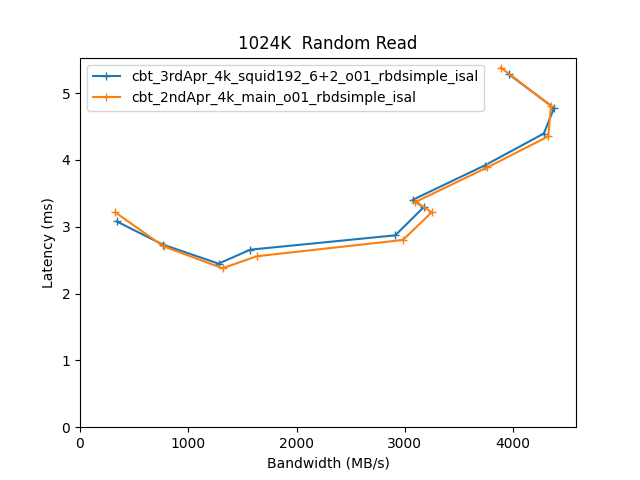 1024K  Random Read
cbt_3rdApr_4k_squid192_6+2_o01_rbdsimple_isal
cbt_2ndApr_4k_main_o01_rbdsimple_isal
Latency (ms)
5
4
3
2
1
0
0 1000 2000 3000 4000
Bandwidth (MB/s)